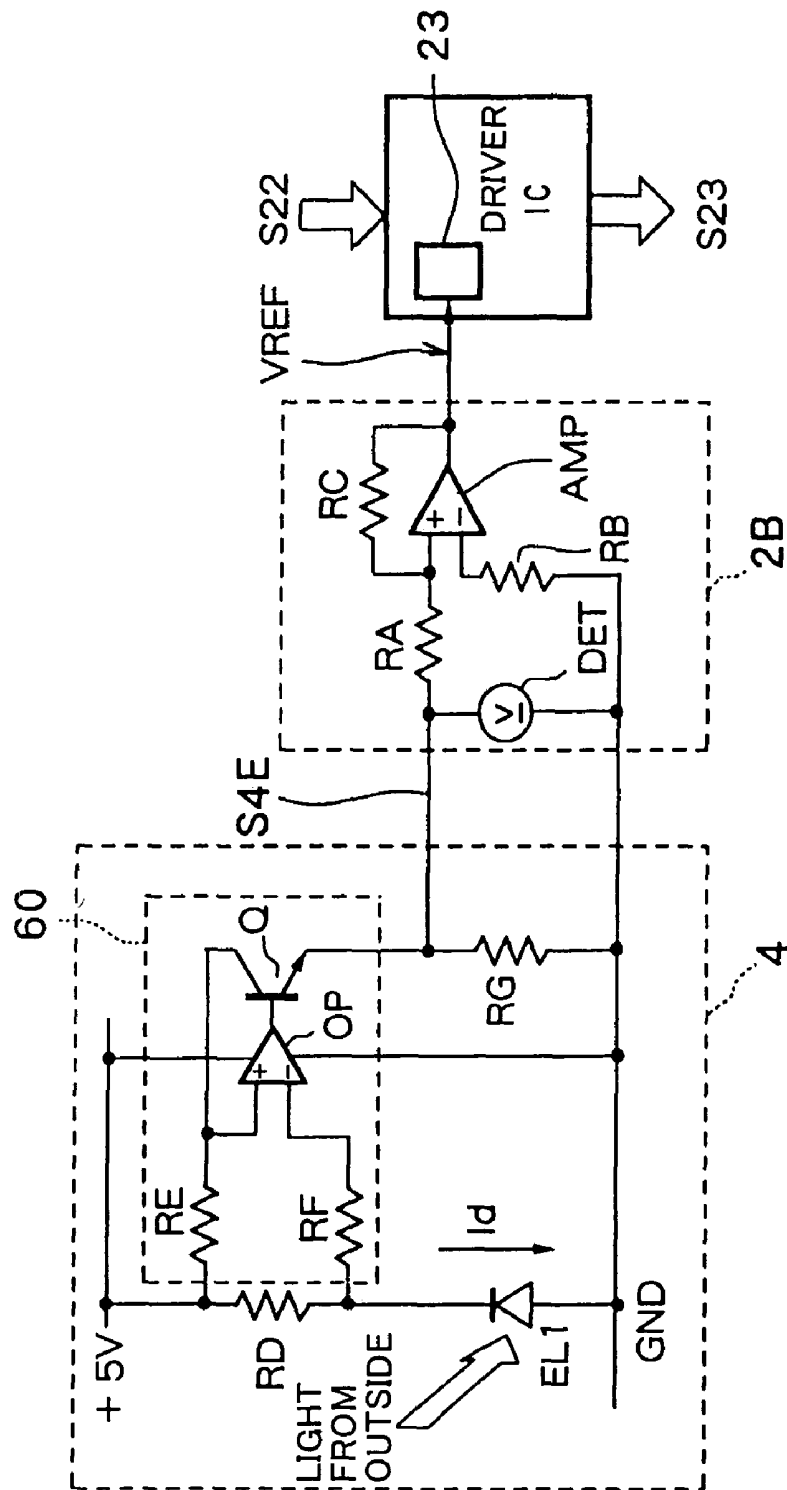 60
+5V
RE
RD
RF
Q
+
−
OP
LIGHT
FROM
OUTSIDE
Id
EL1
GND
RG
4
S4E
RA
RC
+
−
AMP
RB
V
DET
2B
VREF
S22
23
DRIVER
IC
S23